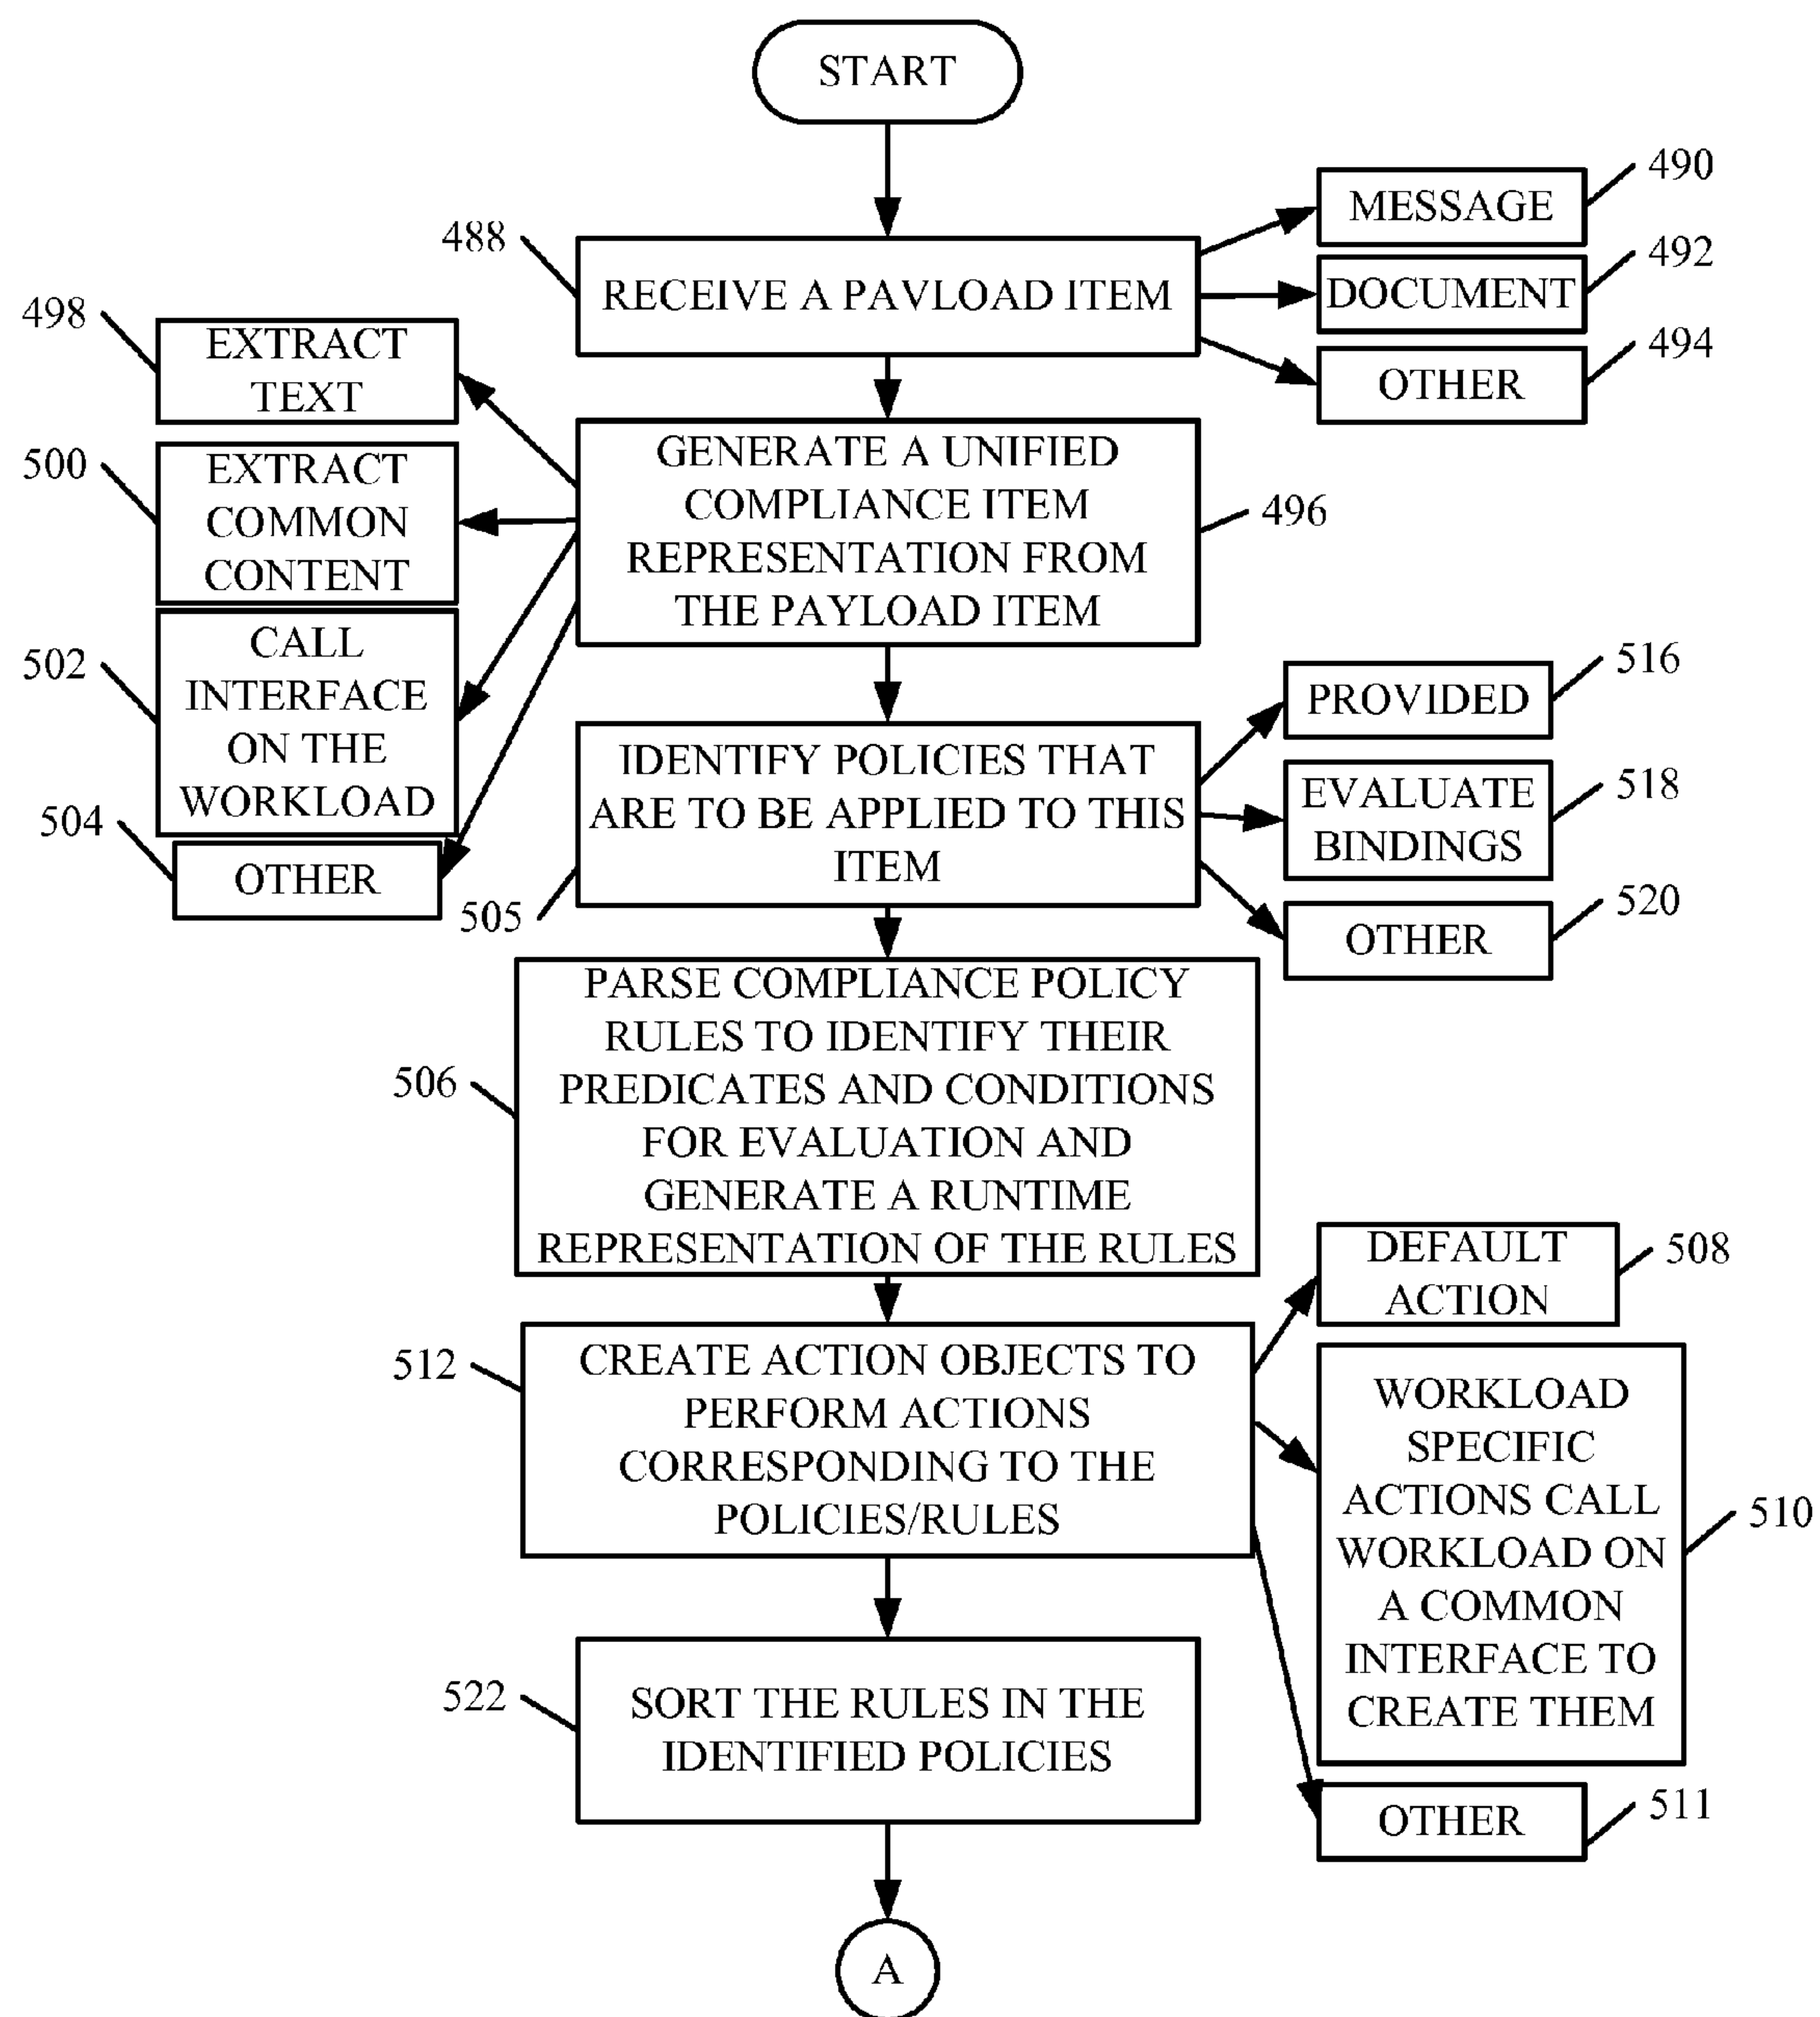 START
490
MESSAGE
488
RECEIVE A PAVLOAD ITEM
492
DOCUMENT
494
OTHER
498
EXTRACT
TEXT
500
EXTRACT
COMMON
CONTENT
GENERATE A UNIFIED
COMPLIANCE ITEM
REPRESENTATION FROM
THE PAYLOAD ITEM
496
502
CALL
INTERFACE
ON THE
WORKLOAD
504
OTHER
505
IDENTIFY POLICIES THAT
ARE TO BE APPLIED TO THIS
ITEM
516
PROVIDED
518
EVALUATE
BINDINGS
520
OTHER
506
PARSE COMPLIANCE POLICY
RULES TO IDENTIFY THEIR
PREDICATES AND CONDITIONS
FOR EVALUATION AND
GENERATE A RUNTIME
REPRESENTATION OF THE RULES
508
DEFAULT
ACTION
512
CREATE ACTION OBJECTS TO
PERFORM ACTIONS
CORRESPONDING TO THE
POLICIES/RULES
WORKLOAD
SPECIFIC
ACTIONS CALL
WORKLOAD ON
A COMMON
INTERFACE TO
CREATE THEM
510
522
SORT THE RULES IN THE
IDENTIFIED POLICIES
511
OTHER
A